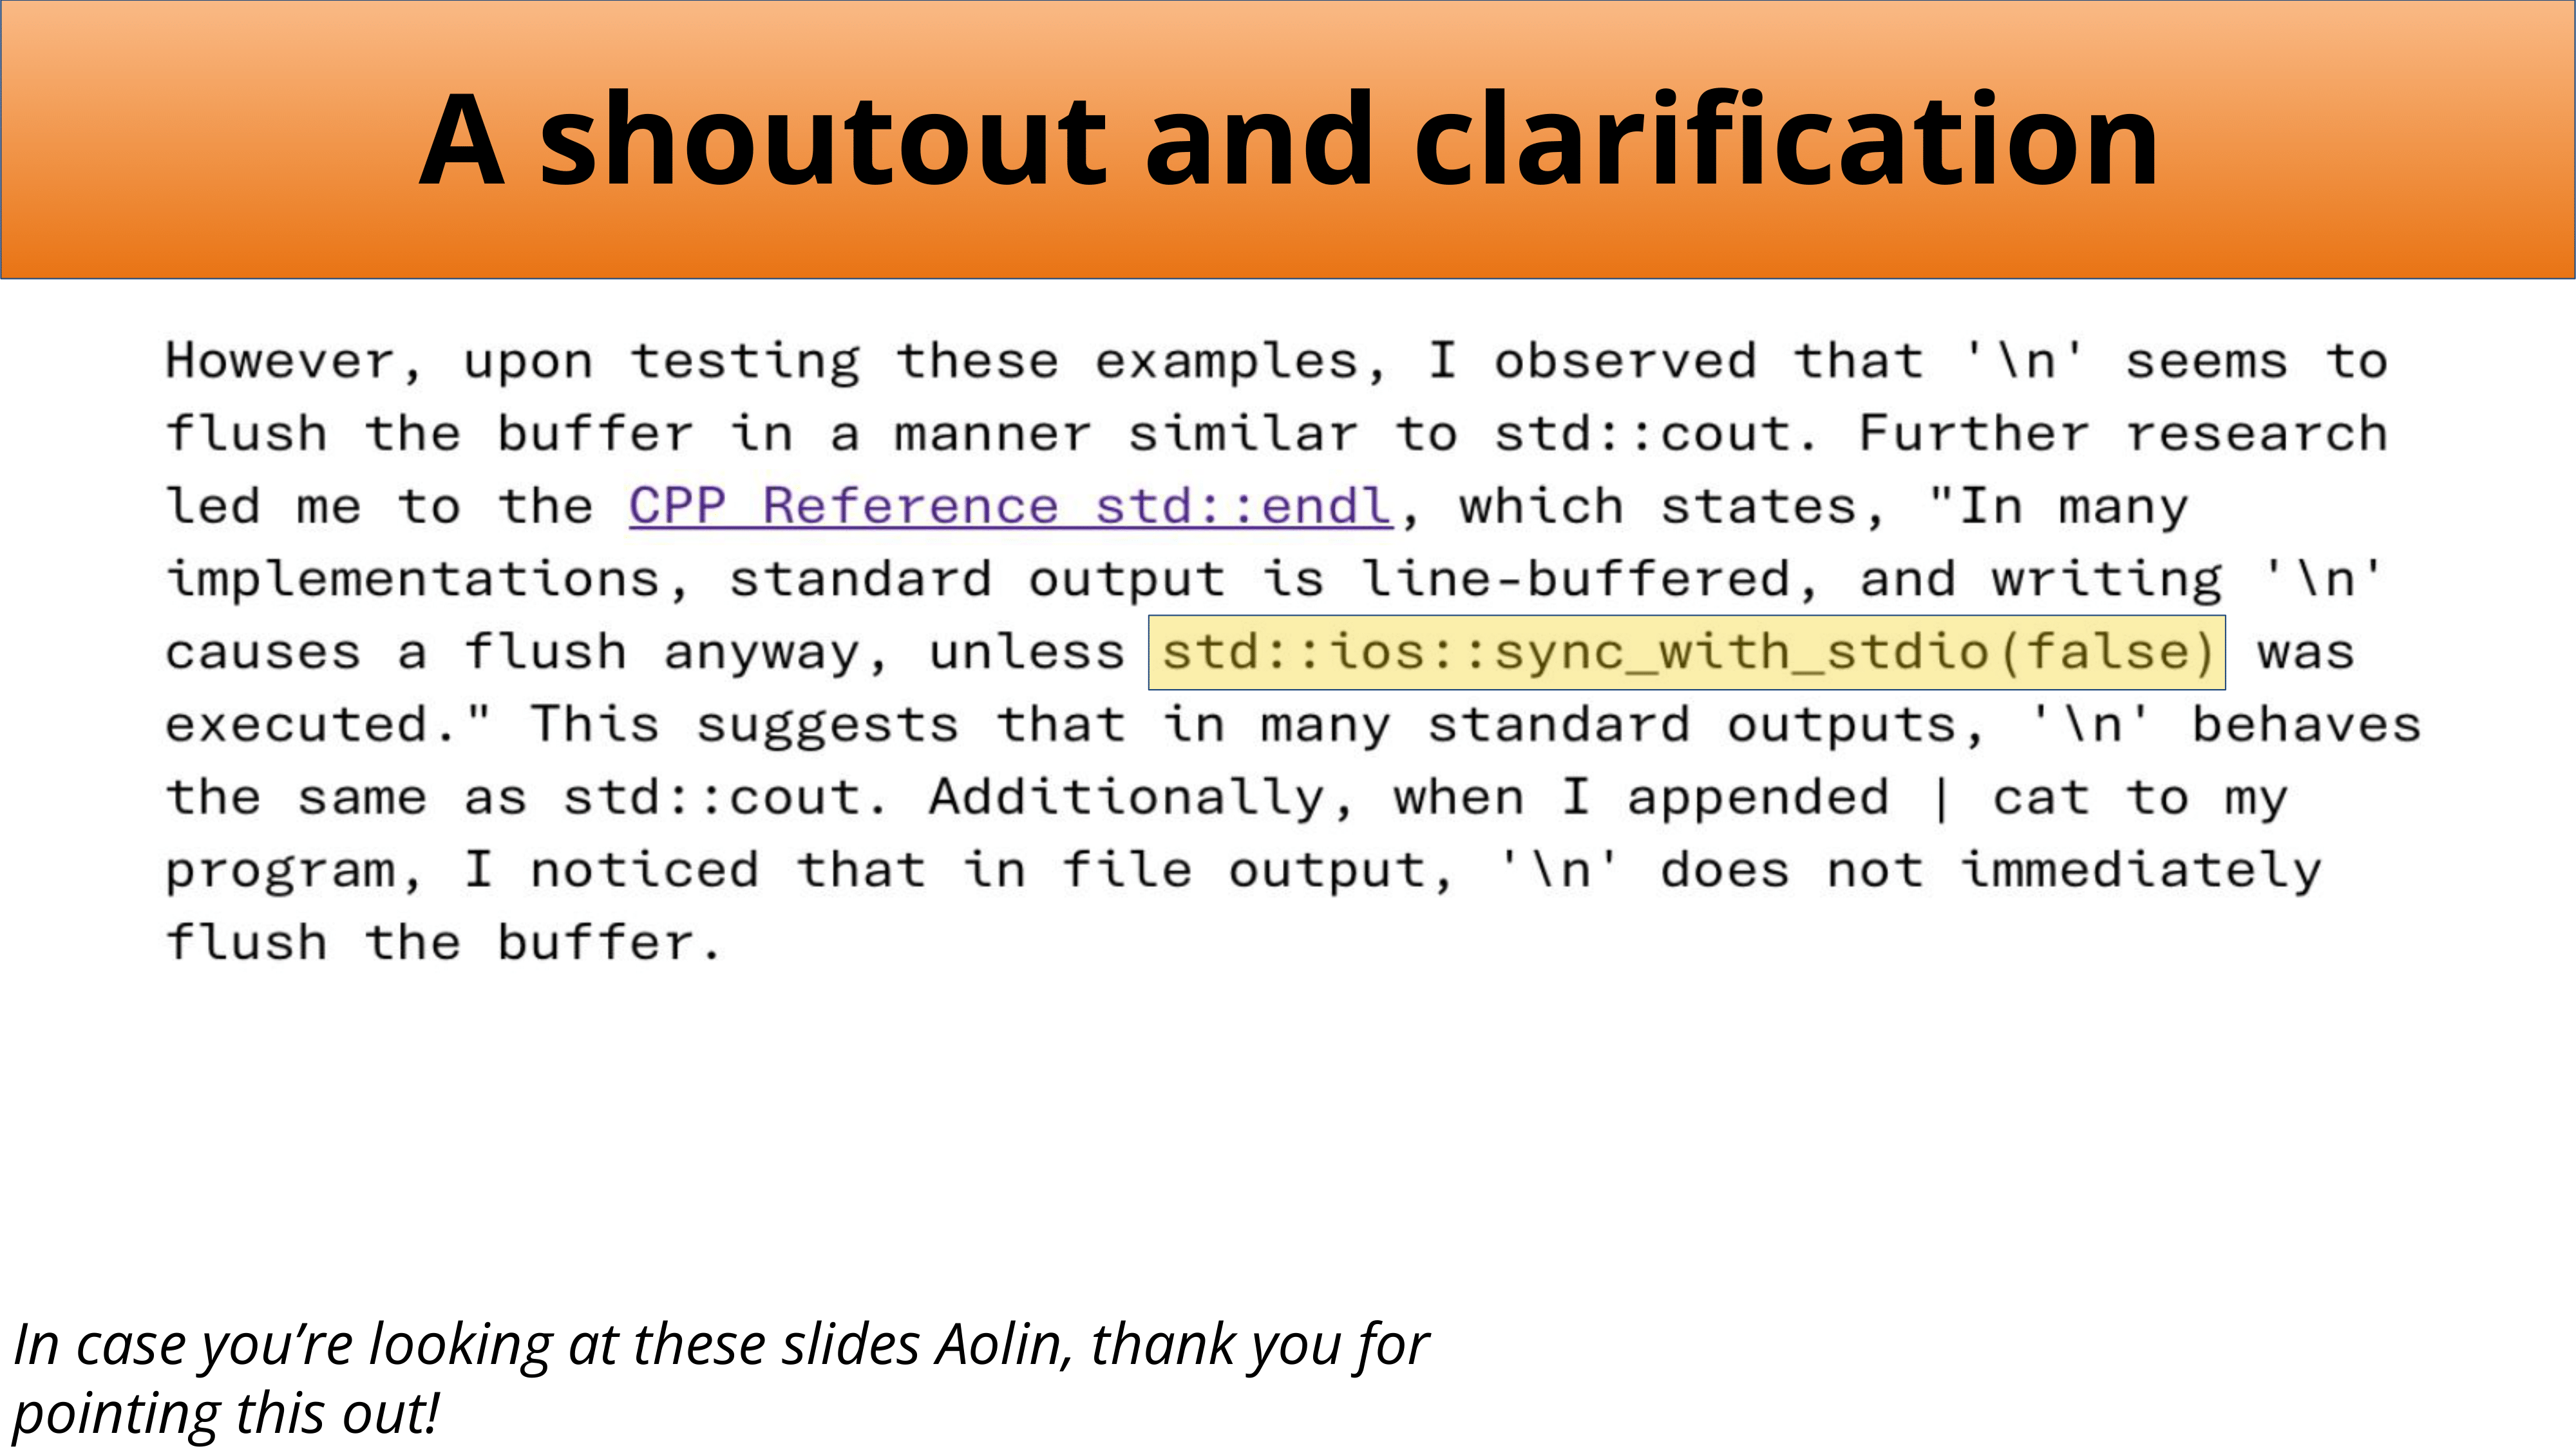 A shoutout and clarification
However, upon testing these examples, I observed that '\n' seems to
flush the buffer in a manner similar to std::cout. Further research
led me to the CPP Reference std::endl, which states, "In many
implementations, standard output is line-buffered, and writing '\n'
causes a flush anyway, unless std::ios::sync_with_stdio(false) was
executed." This suggests that in many standard outputs, '\n' behaves
the same as std::cout. Additionally, when I appended | cat to my
program, I noticed that in file output, '\n' does not immediately
flush the buffer.
In case you’re looking at these slides Aolin, thank you for
pointing this out!